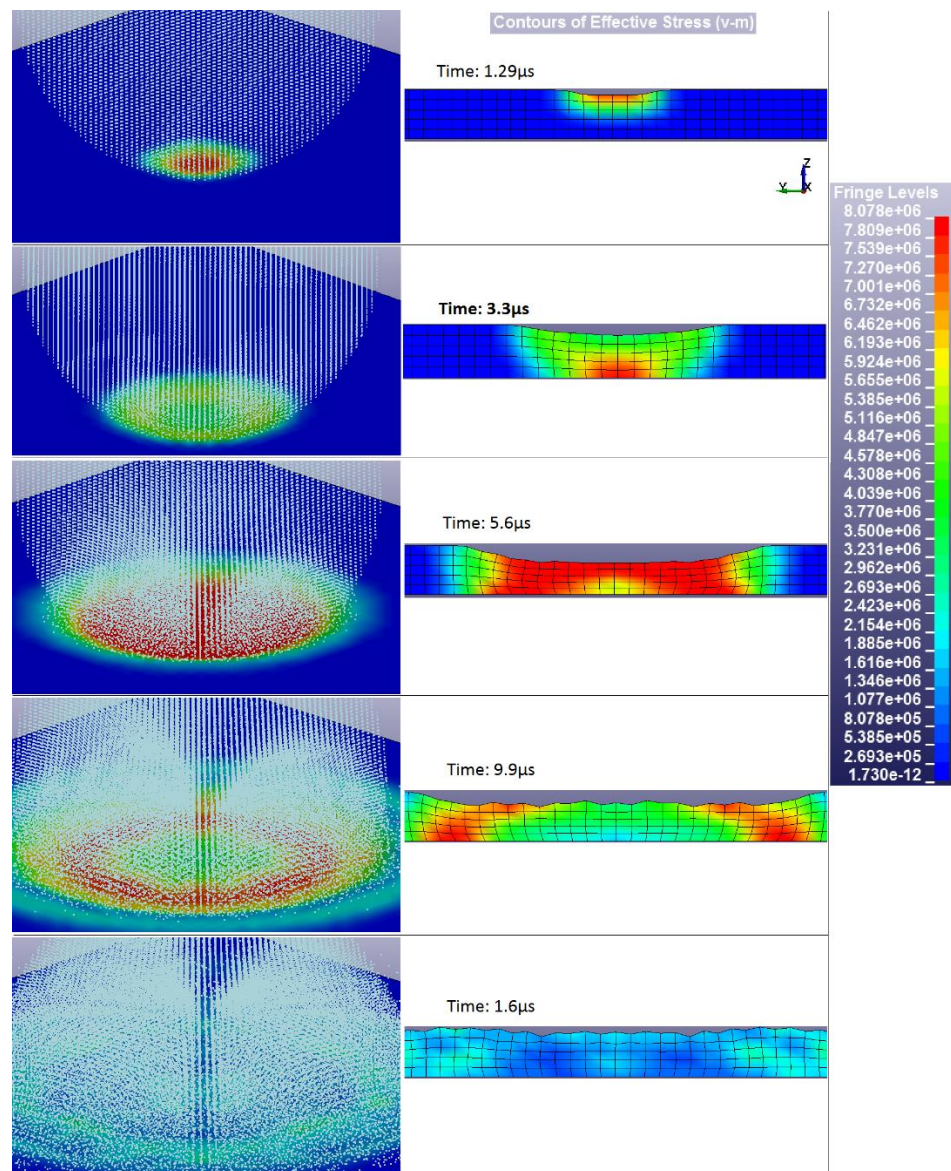 Contours of Effective Stress (v-m)
Time: 1.29µs
Z
Y X
Time: 3.3µs
Time: 5.6µs
Time: 9.9µs
Time: 1.6µs
Fringe Levels
8.078e+06
7.809e+06
7.539e+06
7.270e+06
7.001e+06
6.732e+06
6.462e+06
6.193e+06
5.924e+06
5.655e+06
5.385e+06
5.116e+06
4.847e+06
4.578e+06
4.308e+06
4.039e+06
3.770e+06
3.500e+06
3.231e+06
2.962e+06
2.693e+06
2.423e+06
2.154e+06
1.885e+06
1.616e+06
1.346e+06
1.077e+06
8.078e+05
5.385e+05
2.693e+05
1.730e-12